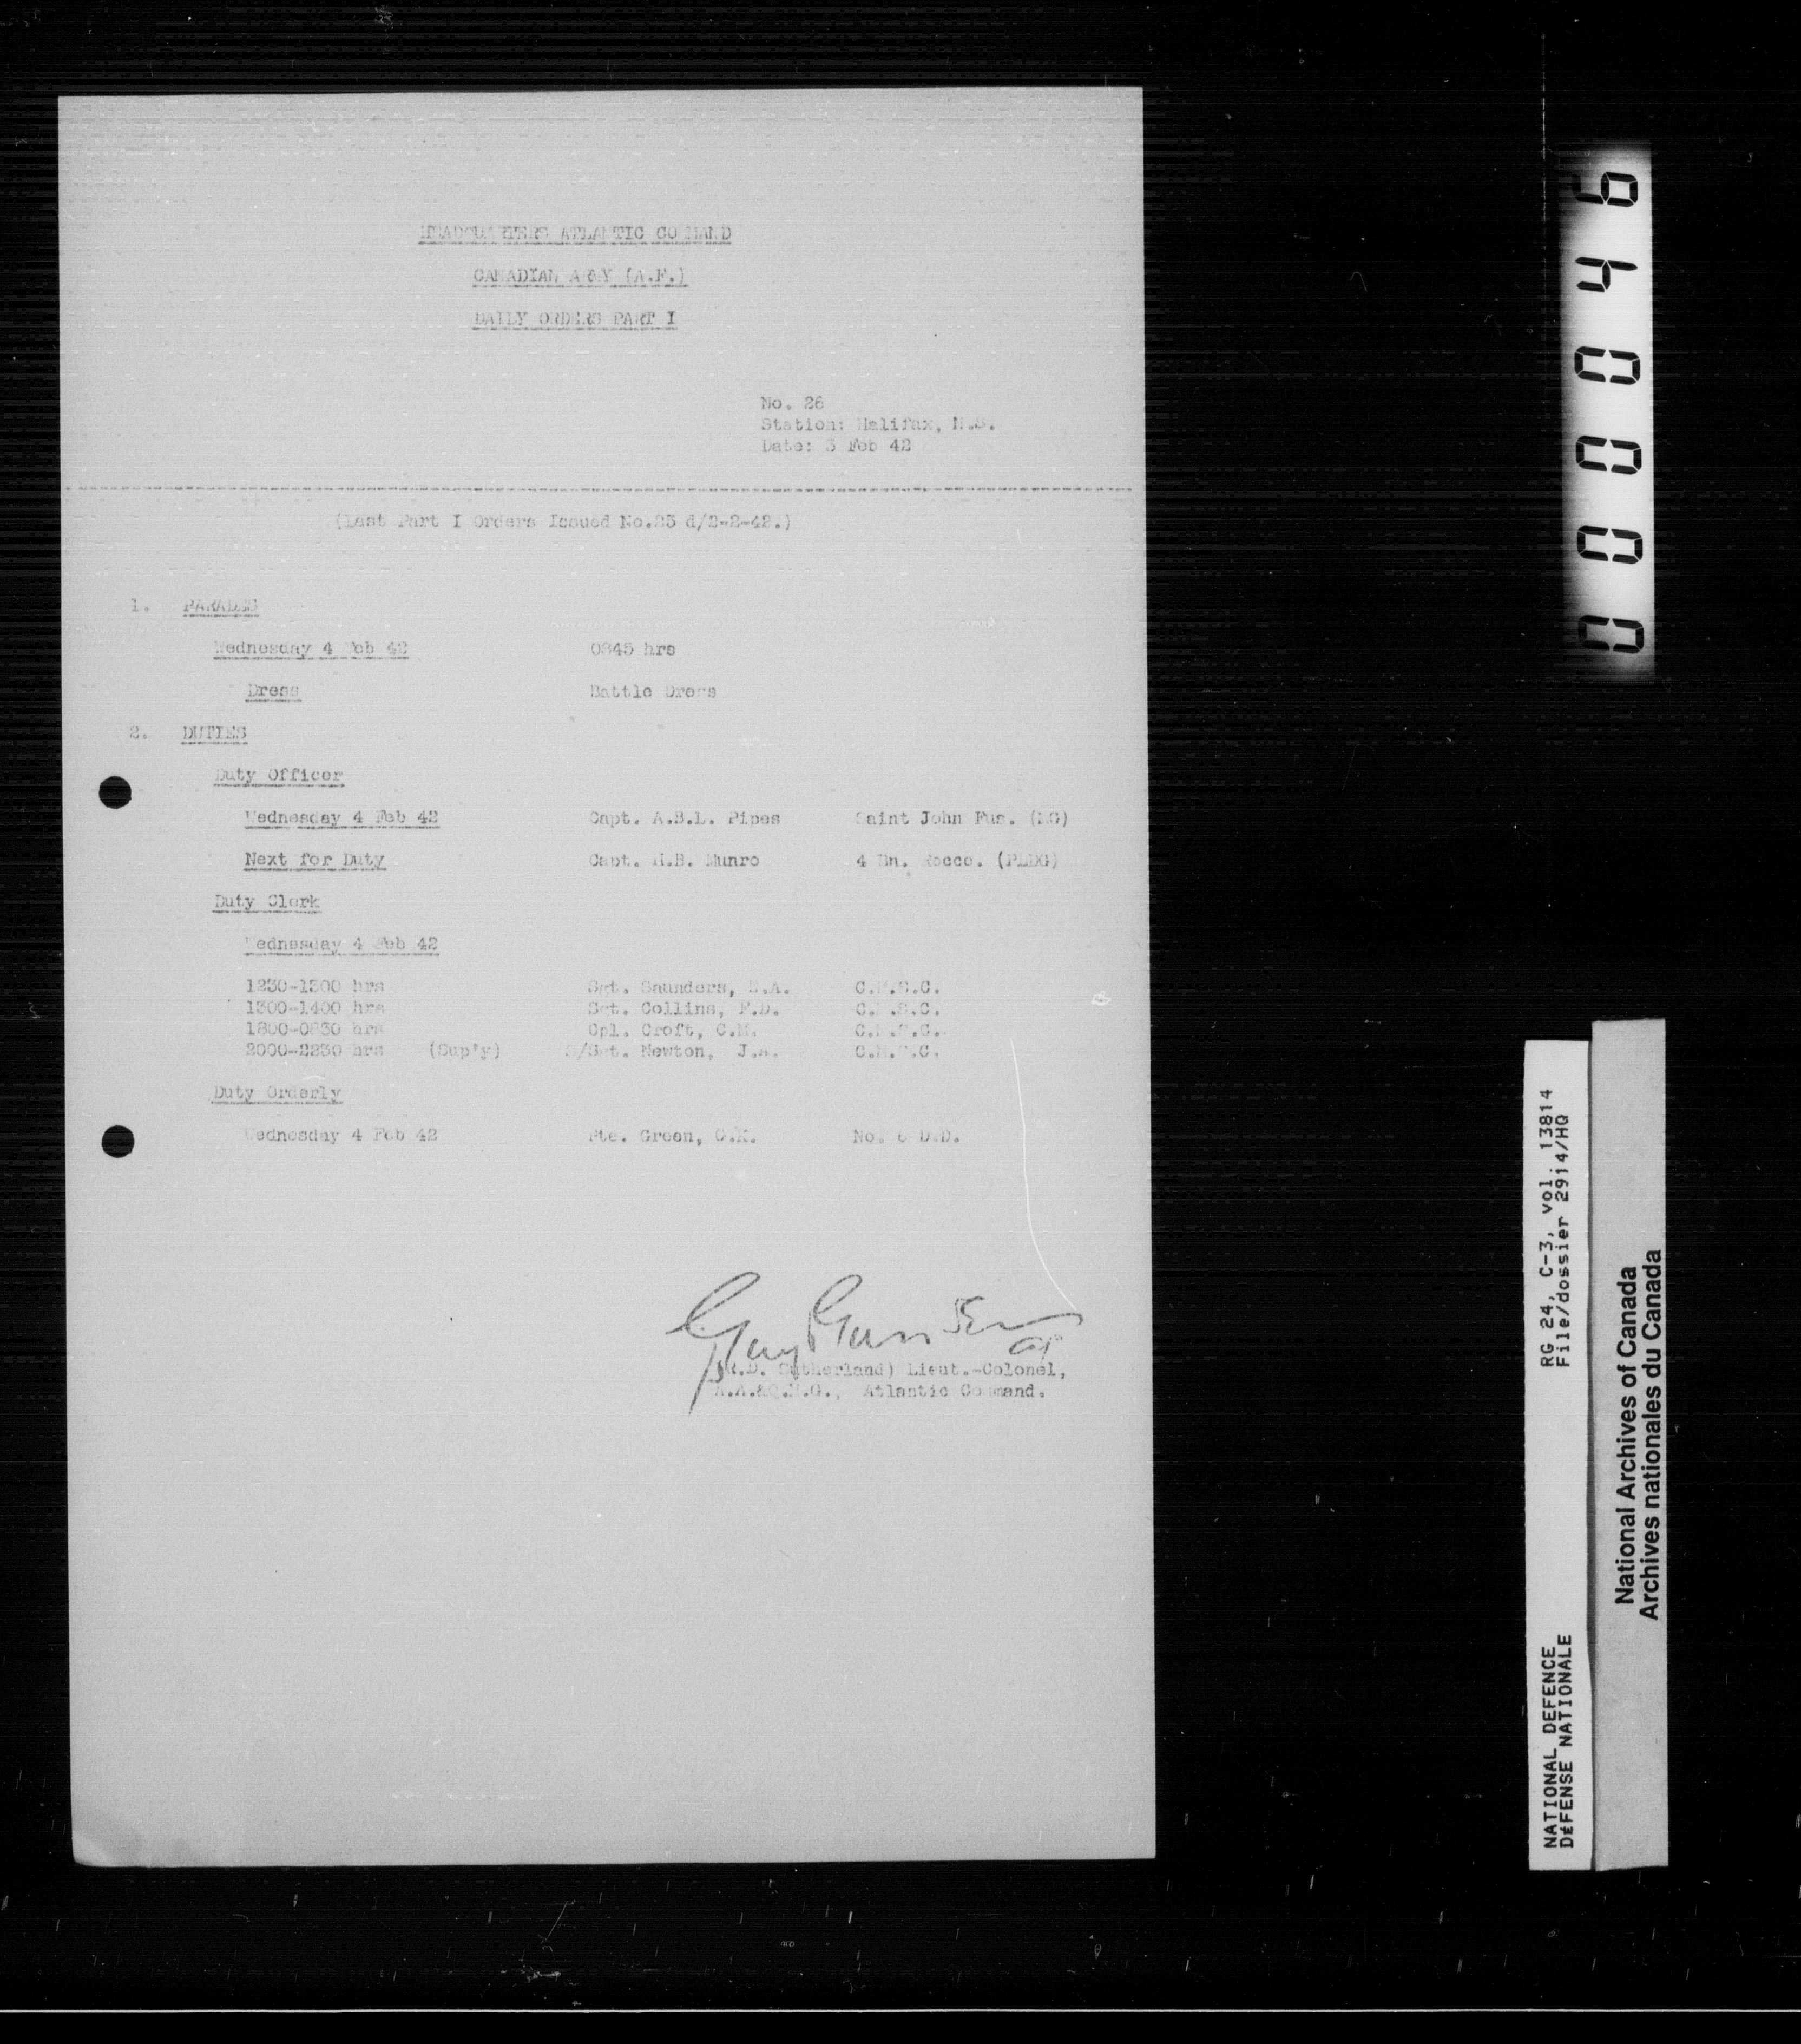 HEADQUARTERS ATLANTIC COMMAND
CANADIAN ARMY (A.F.)
DAILY ORDERS PART I
No. 26
Station: Halifax, N.S.
Date: 3 Feb 42
(Last Part I Orders Issued No.25 d/2-2-42.)
1. PARADES
Wednesday 4 Feb 42 0845 hrs
Dress Battle Dress
2. DUTIES
Duty Officer
Wednesday 4 Feb 42 Capt. A.B.L. Pipes Saint John Fus. (MG)
Next for Duty Capt. H.B. Munro 4 Bn. Recce. (PLDG)
Duty Clerk
Wednesday 4 Feb 42
1230-1300 hrs Sgt. Saunders, C.M.S.C.
1300-1400 hrs Sgt. Collins, F.D. C.M.S.C.
1800-0830 hrs Cpl. Croft, C.M.S.C.
2000-2230 hrs (Sup'y) S/Sgt. Newton, J.A. C.M.S.C.
Duty Orderly
Wednesday 4 Feb 42 Pte. Green, No. 6 D.D.
(R.D. Sutherland) Lieut.-Colonel,
A.A.&Q.M.G., Atlantic Command.
000046
RG 24, C-3, vol. 13814
File/dossier 2914/HQ
NATIONAL DEFENCE
DÉFENSE NATIONALE
National Archives of Canada
Archives nationales du Canada